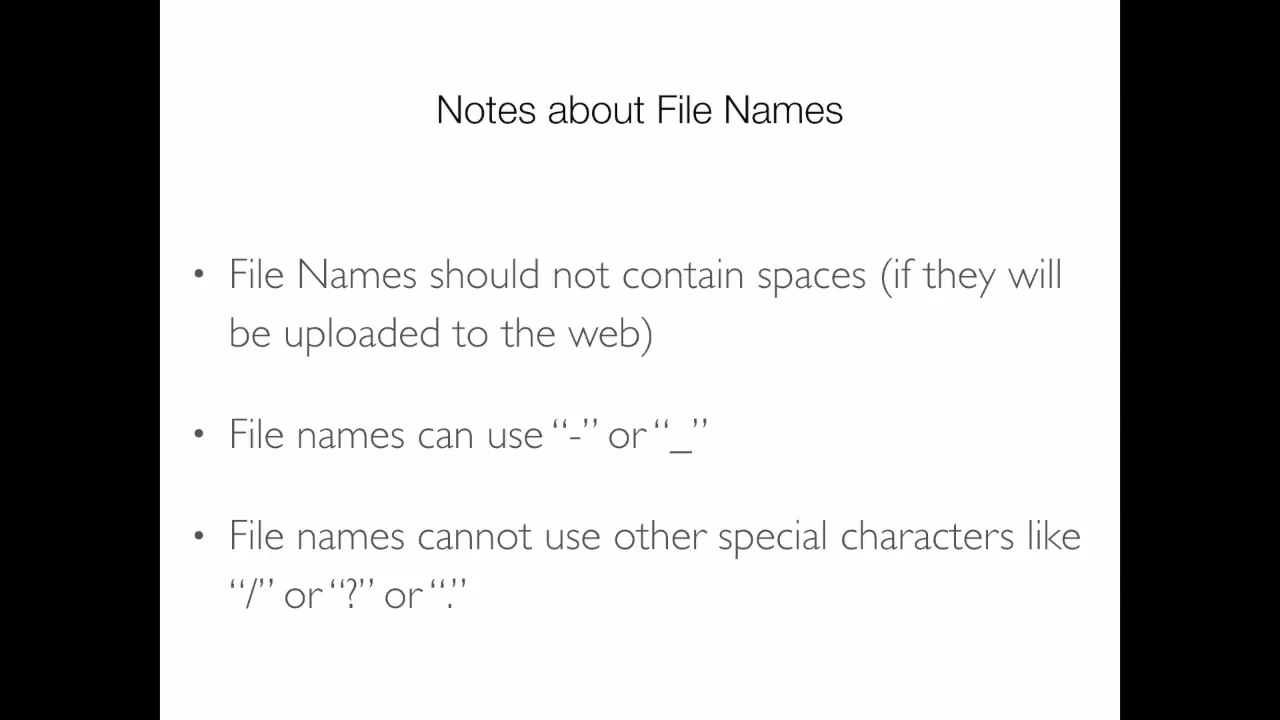 Notes about File Names
• File Names should not contain spaces (if they will
be uploaded to the web)
• File names can use “-” or “_”
• File names cannot use other special characters like
“/” or “?” or “.”